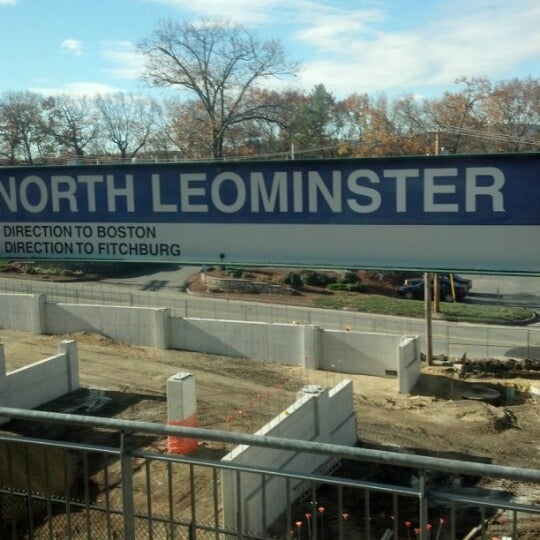 NORTH LEOMINSTER
DIRECTION TO BOSTON
DIRECTION TO FITCHBURG